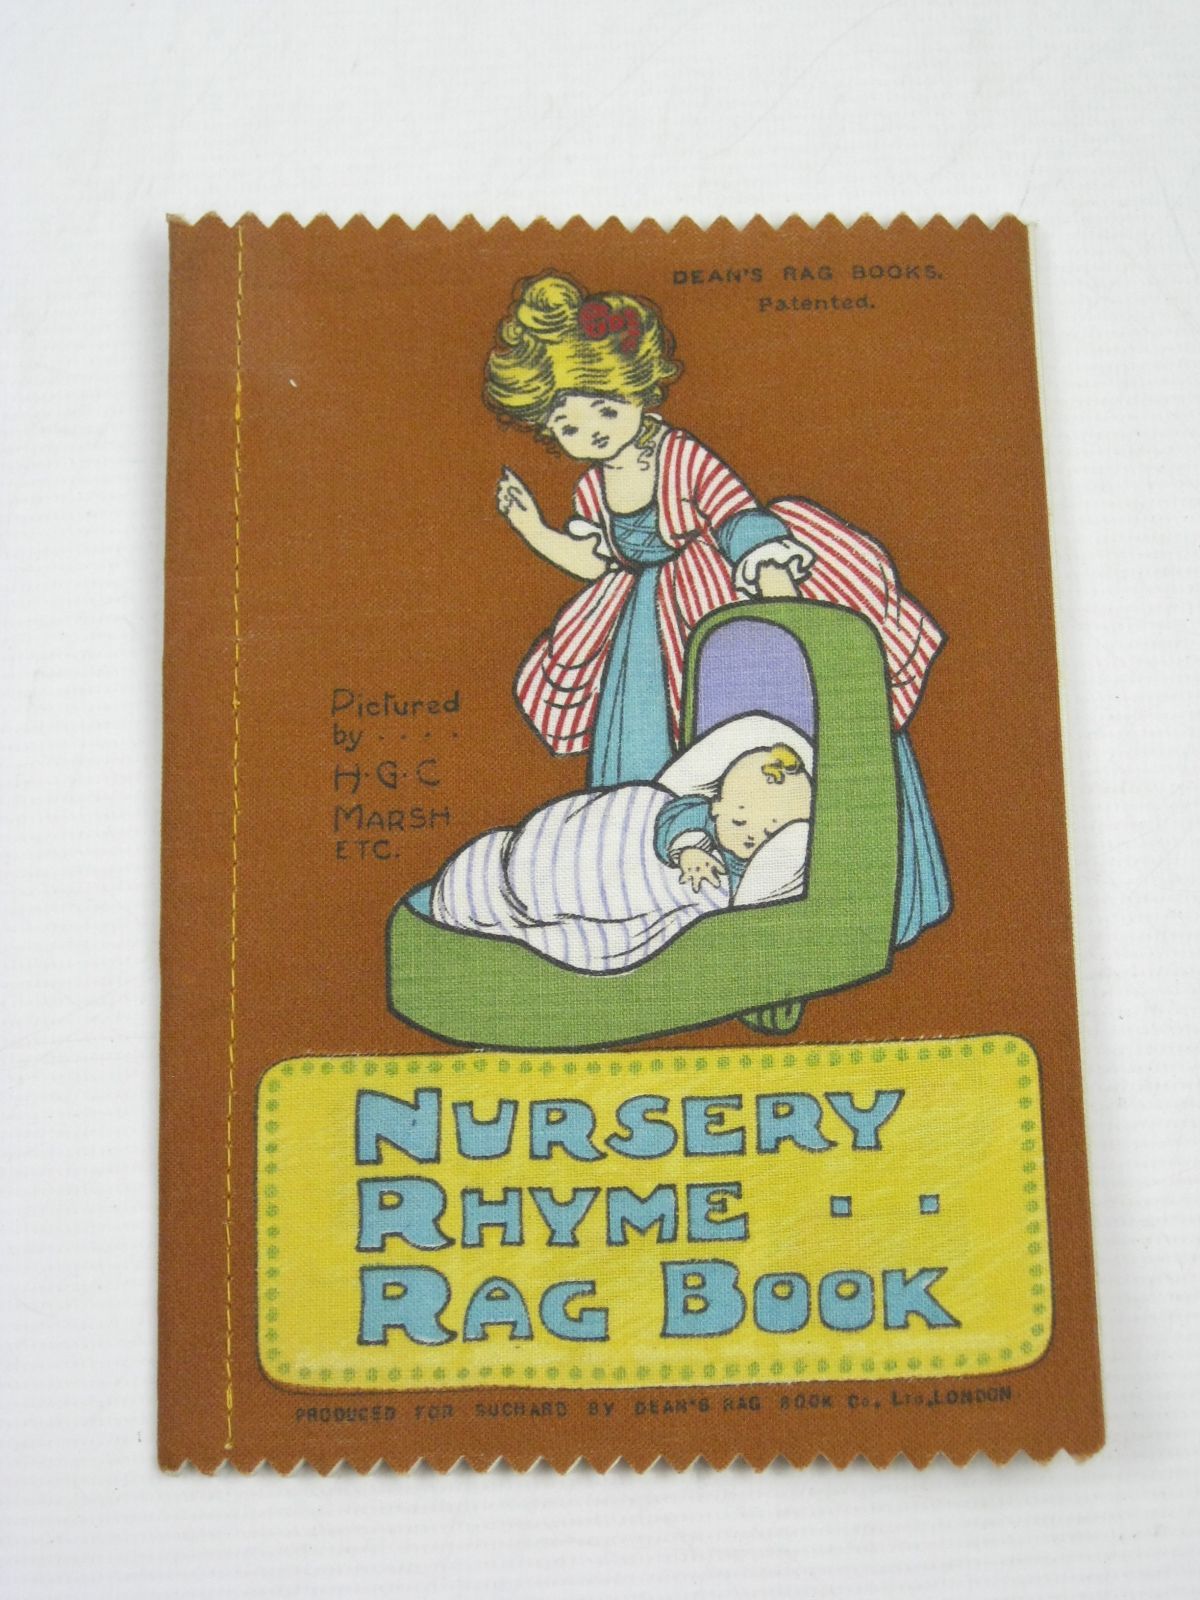 DEAN'S RAG BOOKS.
Patented.
Pictured
by ....
H·G·C
MARSH
ETC.
NURSERY
RHYME ..
RAG BOOK
PRODUCED FOR SUCHARD BY DEAN'S RAG BOOK Co. LTD., LONDON